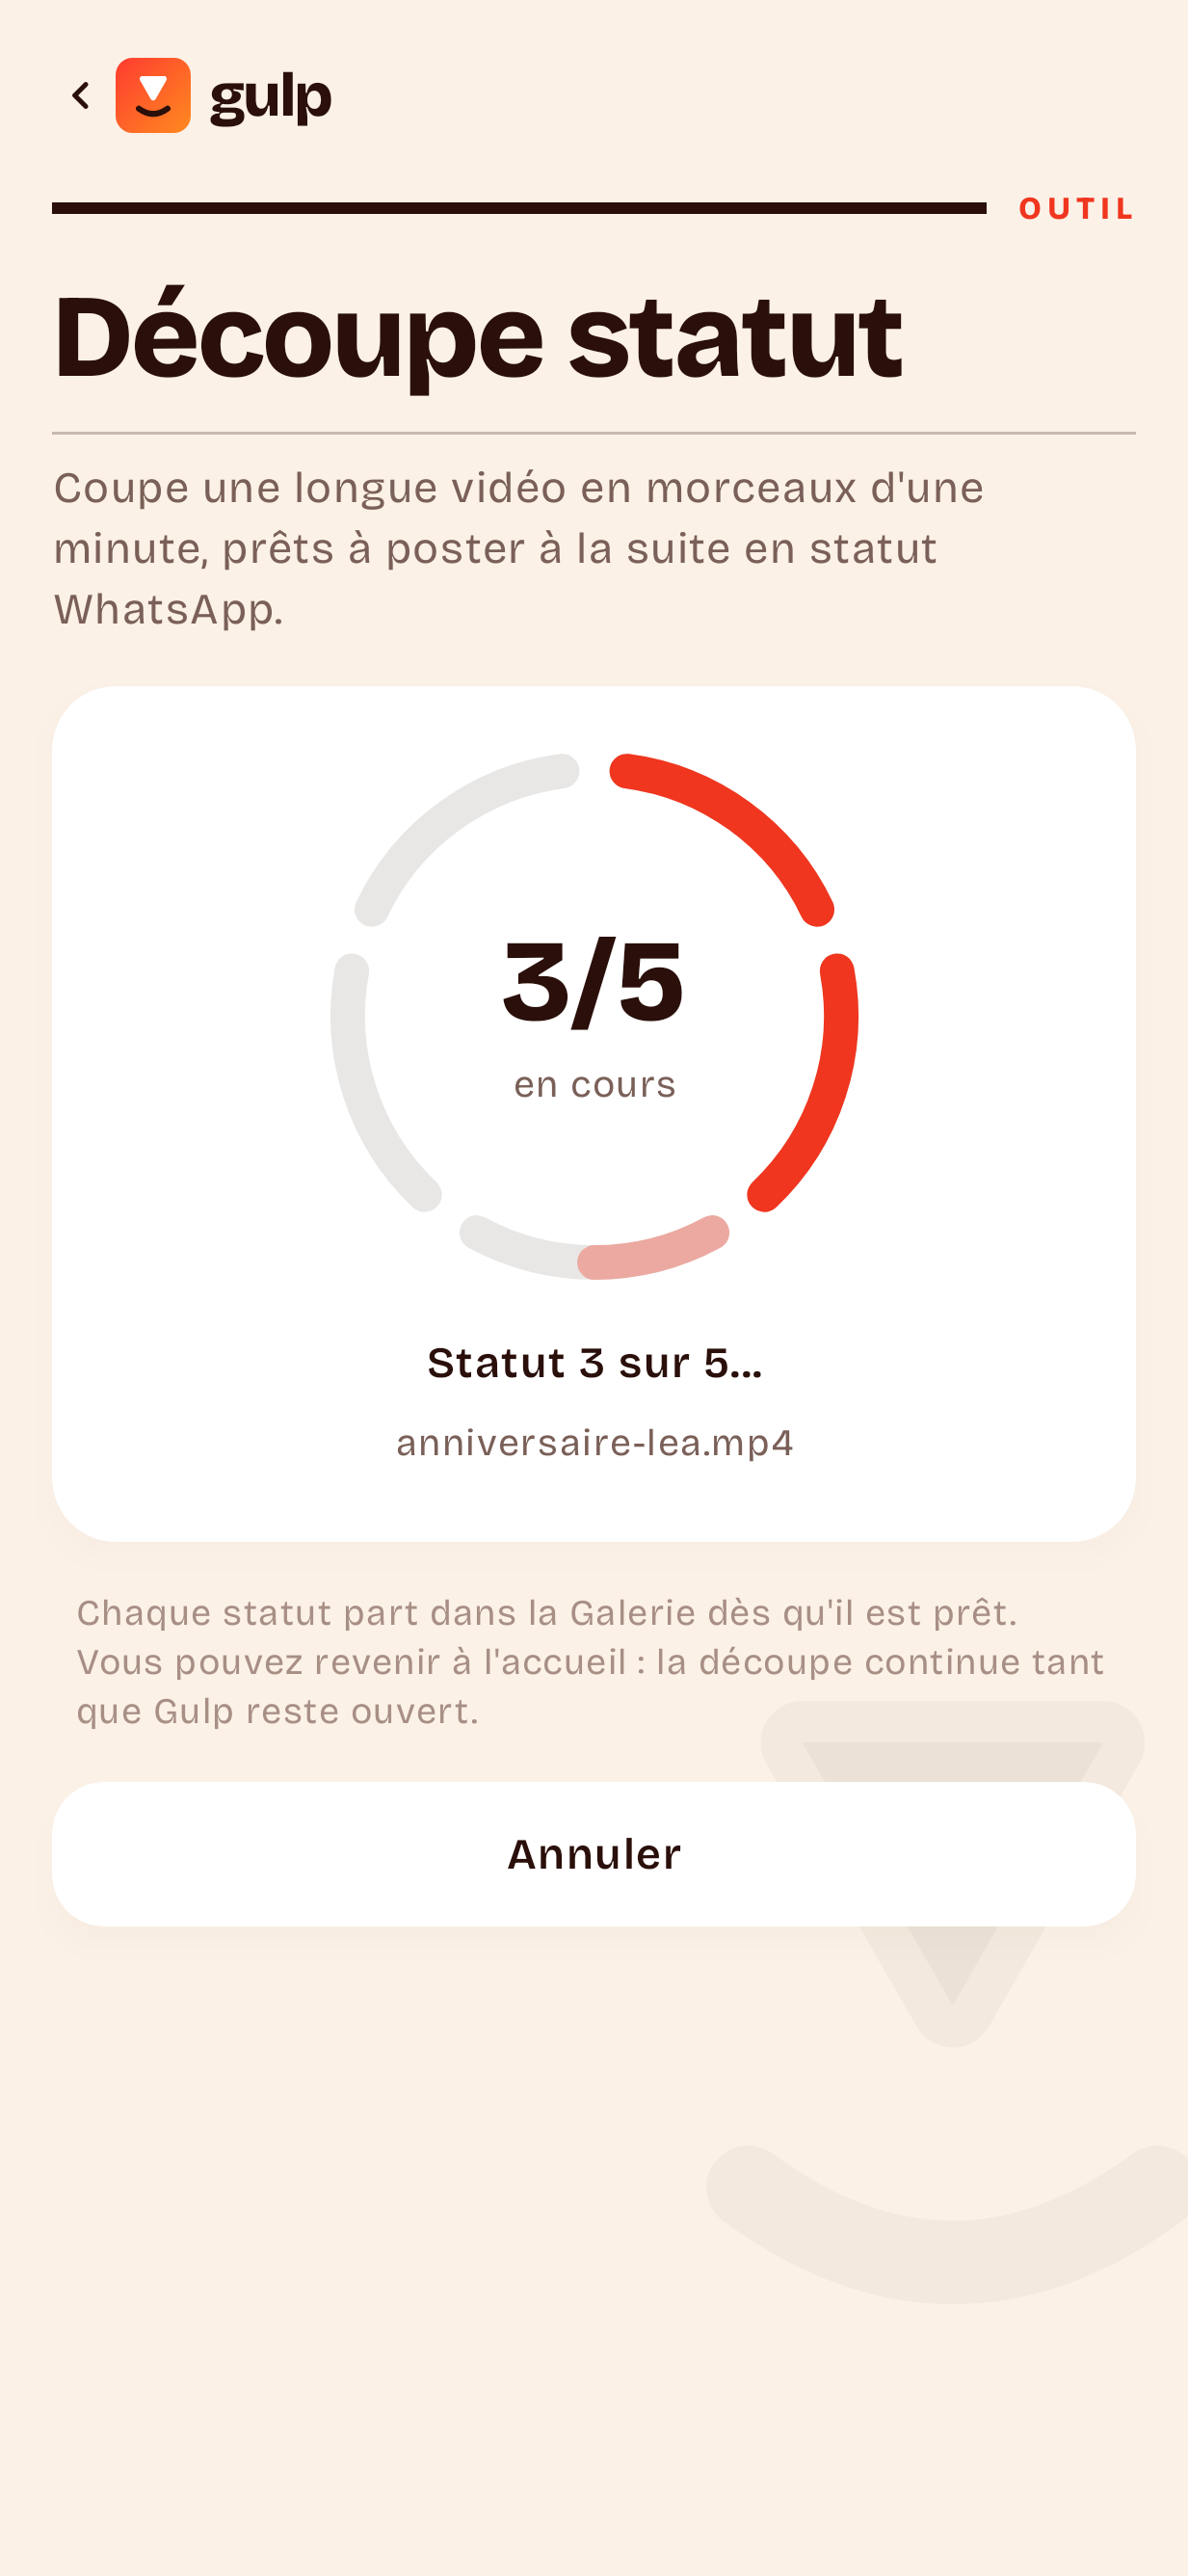 gulp
OUTIL
Découpe statut
Coupe une longue vidéo en morceaux d'une
minute, prêts à poster à la suite en statut
WhatsApp.
3/5
en cours
Statut 3 sur 5...
anniversaire-lea.mp4
Chaque statut part dans la Galerie dès qu'il est prêt.
Vous pouvez revenir à l'accueil : la découpe continue tant
que Gulp reste ouvert.
Annuler